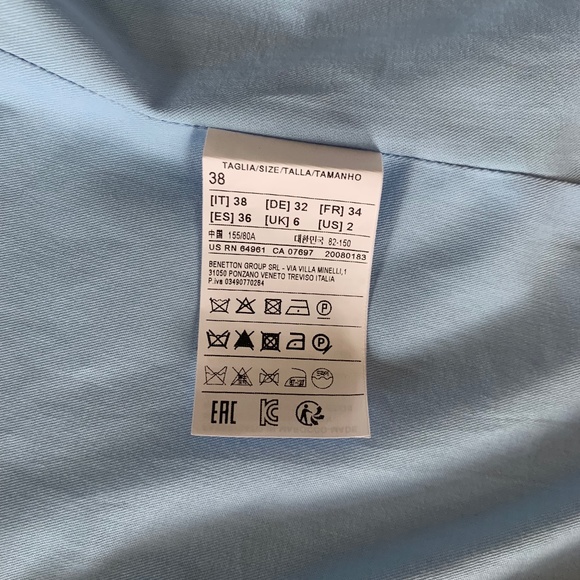 TAGLIA/SIZE/TALLA/TAMANHO
38
[IT] 38 [DE] 32 [FR] 34
[ES] 36 [UK] 6 [US] 2
中国 155/80A 대한민국 82-150
US RN 64961 CA 07697 20080183
BENETTON GROUP SRL - VIA VILLA MINELLI,1
31050 PONZANO VENETO TREVISO ITALIA
P.iva 03490770264
P
P
EAC